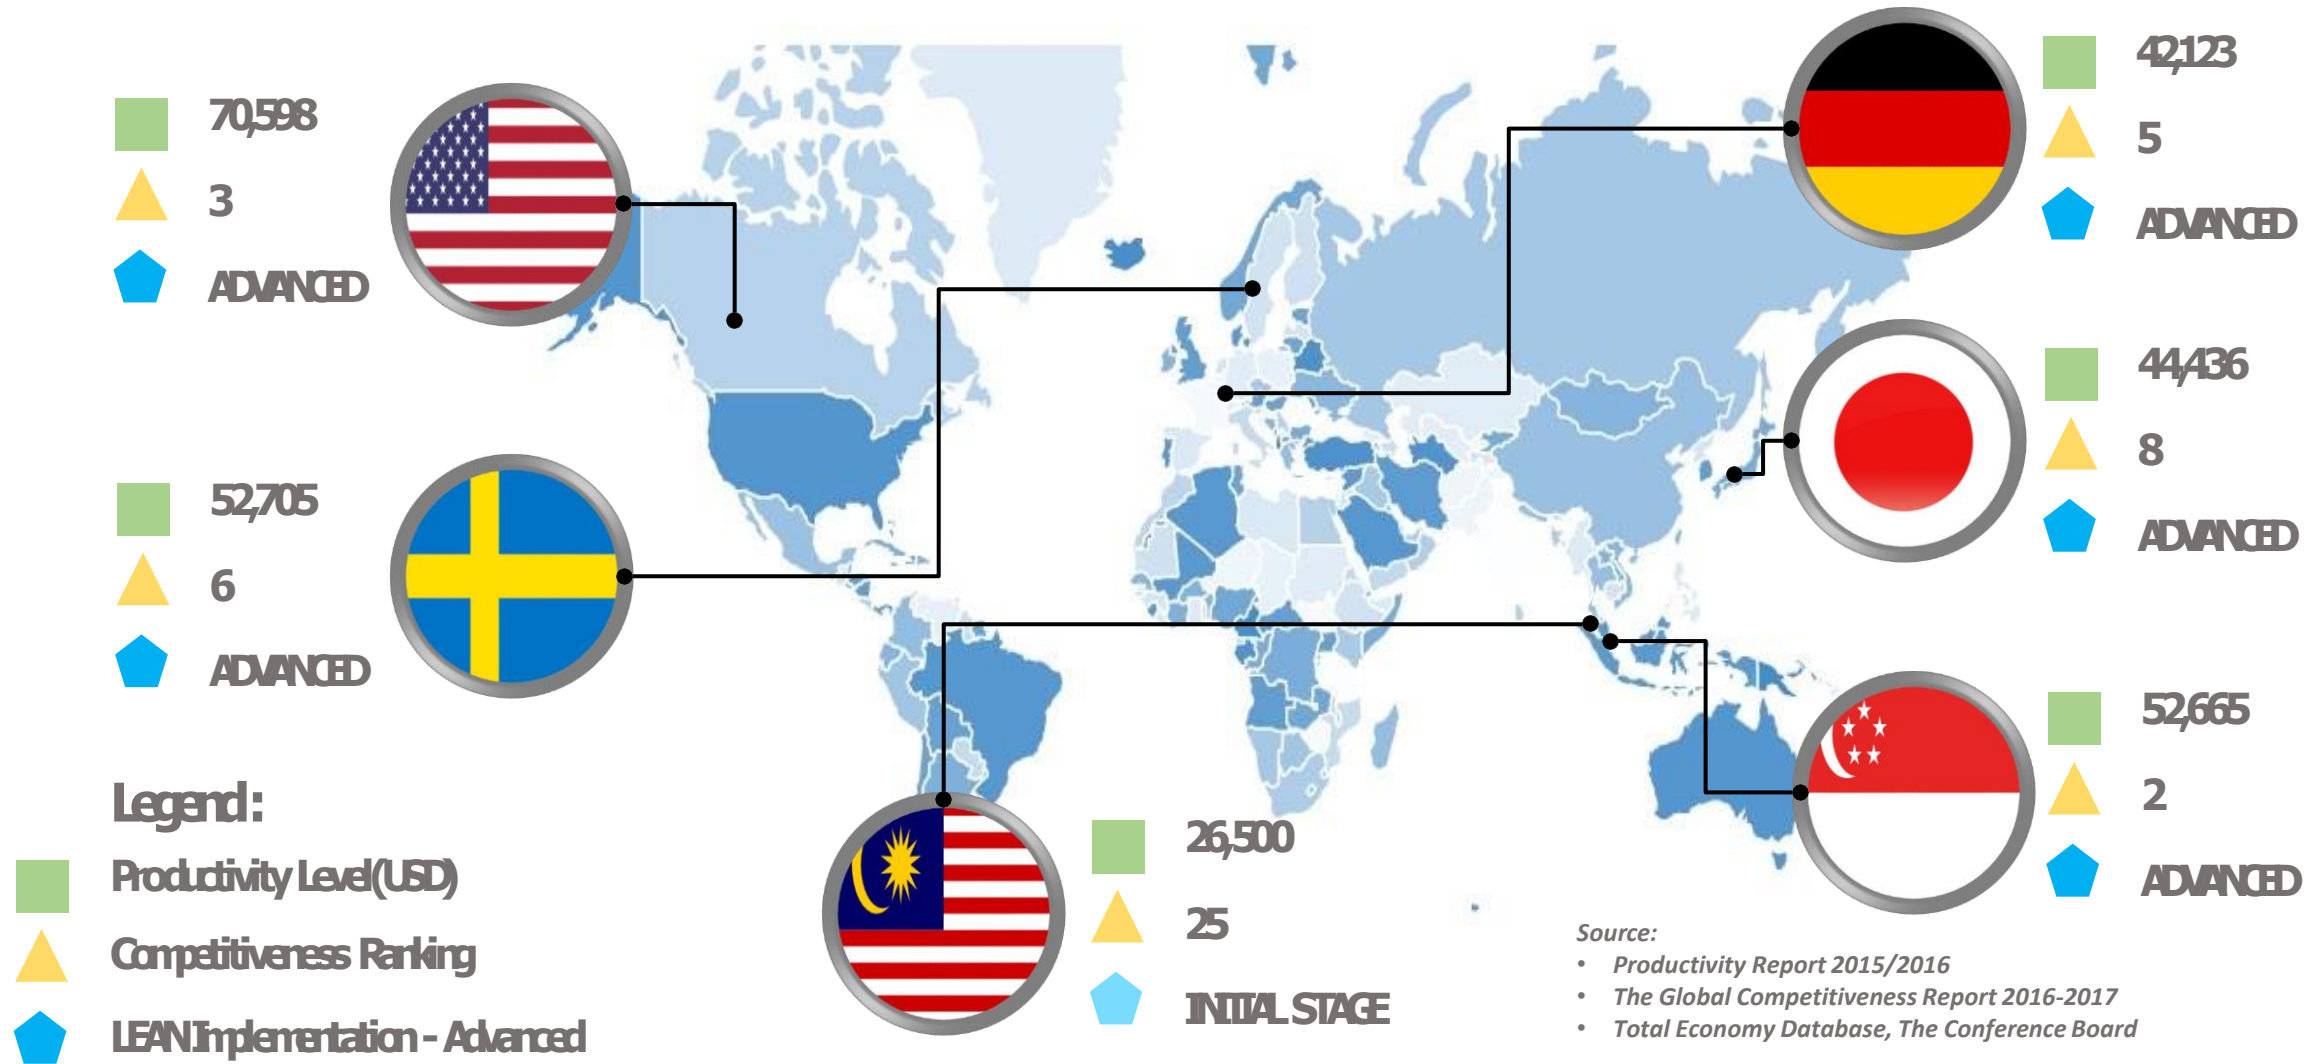 70,598
3
ADVANCED
52,705
6
ADVANCED
42,123
5
ADVANCED
44,436
8
ADVANCED
52,665
2
ADVANCED
26,500
25
INITIAL STAGE
Legend:
Productivity Level (USD)
Competitiveness Ranking
LEAN Implementation - Advanced
Source:
• Productivity Report 2015/2016
• The Global Competitiveness Report 2016-2017
• Total Economy Database, The Conference Board